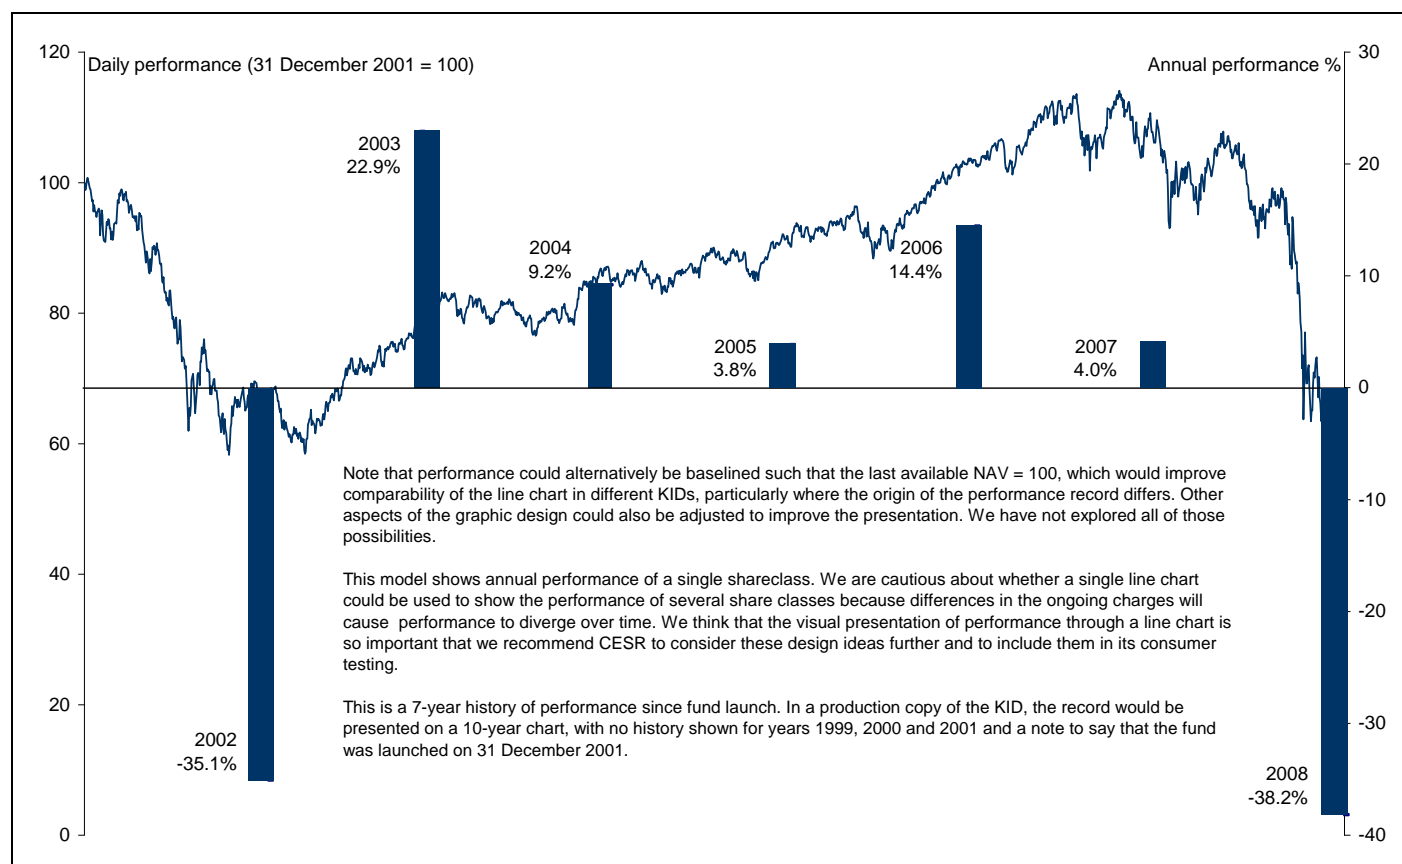 120
30
Daily performance (31 December 2001 = 100)
Annual performance %
2003
22.9%
100
20
2004
9.2%
2006
14.4%
10
80
2005
3.8%
2007
4.0%
0
60
Note that performance could alternatively be baselined such that the last available NAV = 100, which would improve
comparability of the line chart in different KIDs, particularly where the origin of the performance record differs. Other
aspects of the graphic design could also be adjusted to improve the presentation. We have not explored all of those
possibilities.
-10
This model shows annual performance of a single shareclass. We are cautious about whether a single line chart
could be used to show the performance of several share classes because differences in the ongoing charges will
cause  performance to diverge over time. We think that the visual presentation of performance through a line chart is
so important that we recommend CESR to consider these design ideas further and to include them in its consumer
testing.
40
-20
This is a 7-year history of performance since fund launch. In a production copy of the KID, the record would be
presented on a 10-year chart, with no history shown for years 1999, 2000 and 2001 and a note to say that the fund
was launched on 31 December 2001.
20
-30
2002
-35.1%
2008
-38.2%
0
-40